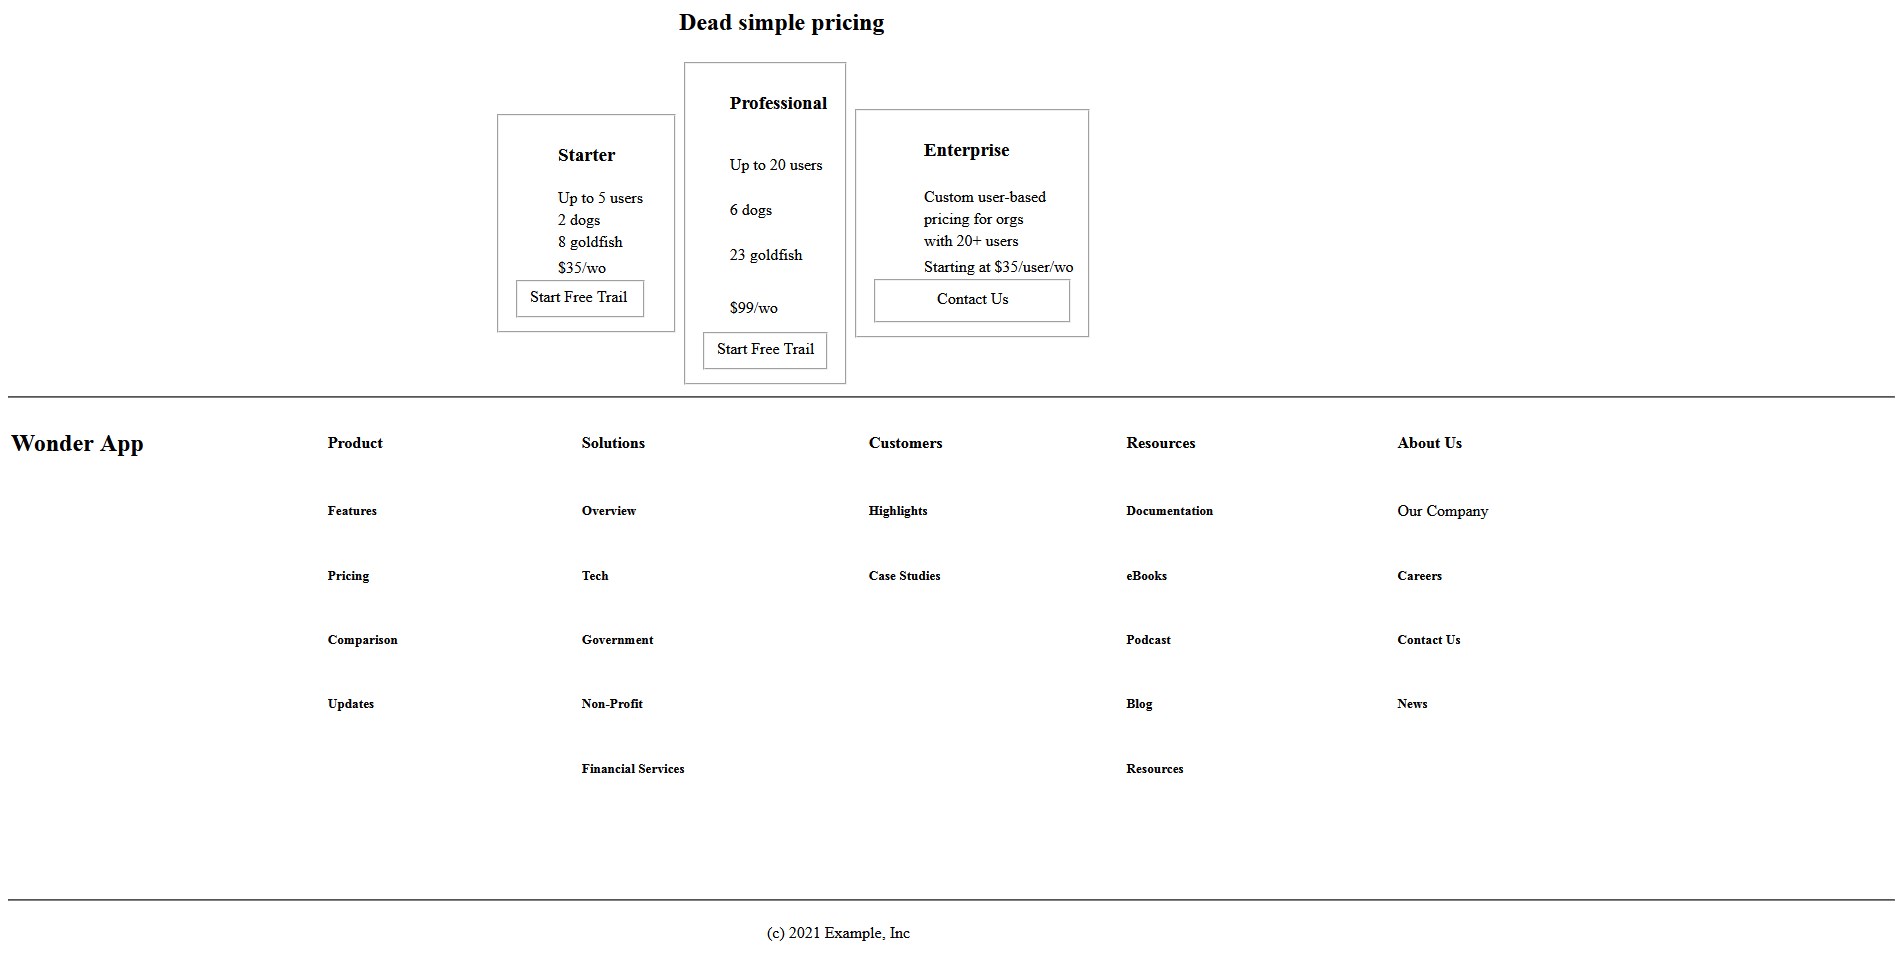 Dead simple pricing
Starter
Up to 5 users
2 dogs
8 goldfish
$35/wo
Start Free Trail
Professional
Up to 20 users
6 dogs
23 goldfish
$99/wo
Start Free Trail
Enterprise
Custom user-based
pricing for orgs
with 20+ users
Starting at $35/user/wo
Contact Us
Wonder App
Product
Features
Pricing
Comparison
Updates
Solutions
Overview
Tech
Government
Non-Profit
Financial Services
Customers
Highlights
Case Studies
Resources
Documentation
eBooks
Podcast
Blog
Resources
About Us
Our Company
Careers
Contact Us
News
(c) 2021 Example, Inc